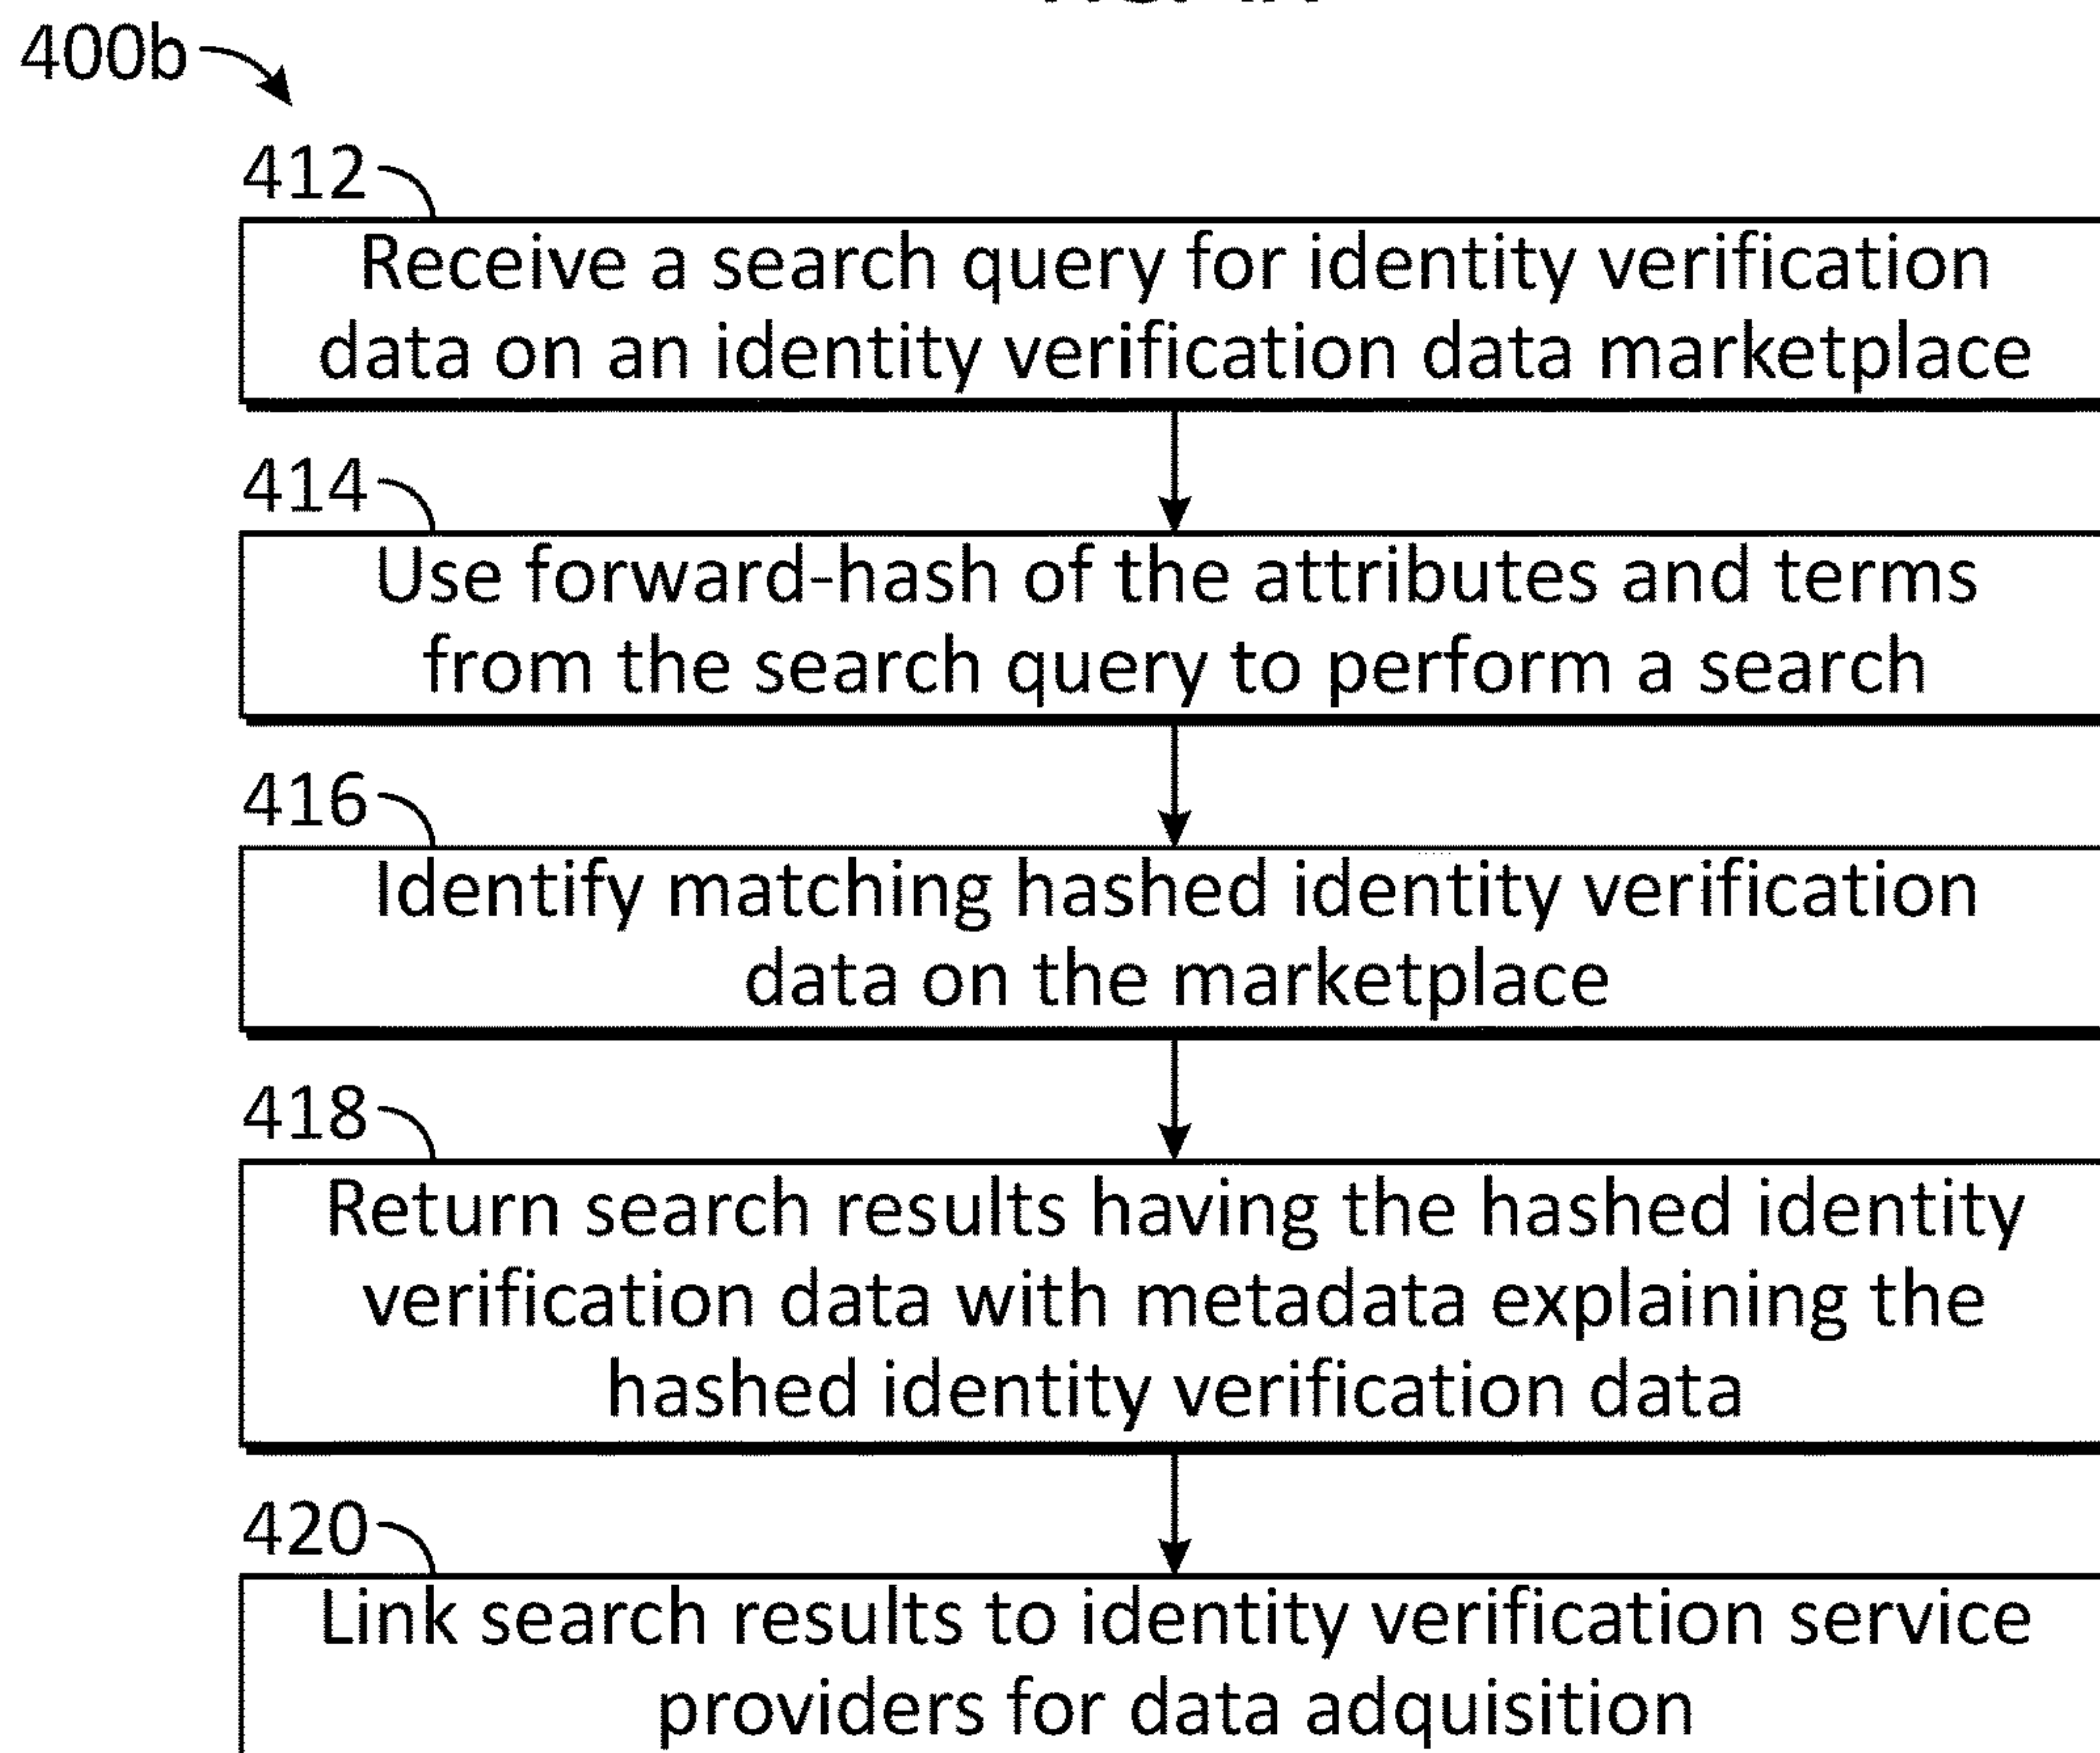 400b
412
Receive a search query for identity verification
data on an identity verification data marketplace
414
Use forward-hash of the attributes and terms
from the search query to perform a search
416
Identify matching hashed identity verification
data on the marketplace
418
Return search results having the hashed identity
verification data with metadata explaining the
hashed identity verification data
420
Link search results to identity verification service
providers for data adquisition